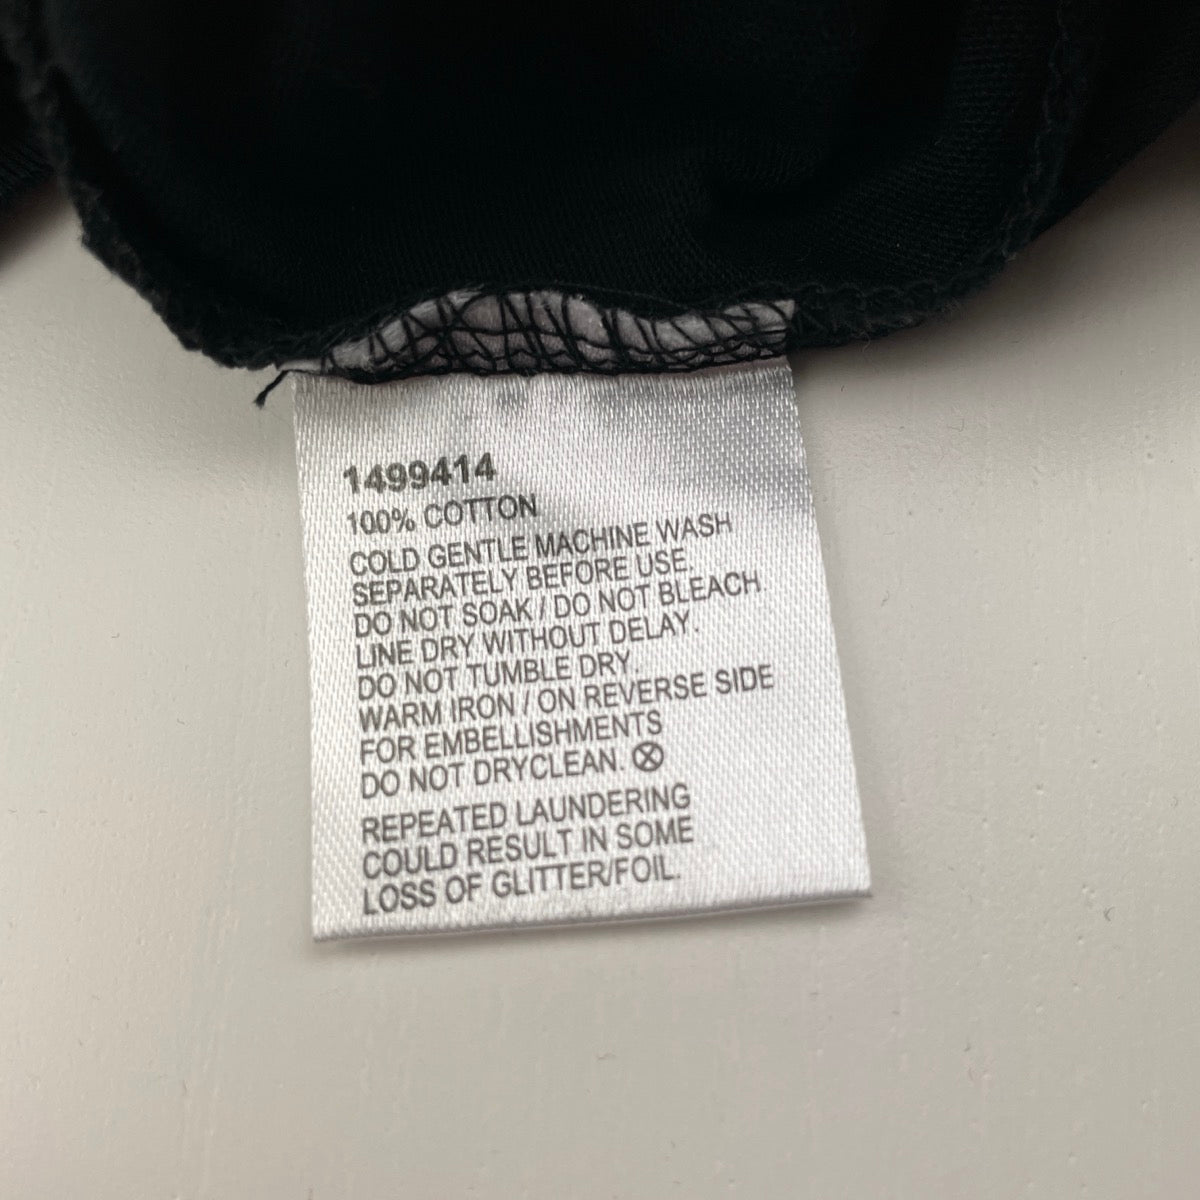 1499414
100% COTTON
COLD GENTLE MACHINE WASH
SEPARATELY BEFORE USE.
DO NOT SOAK / DO NOT BLEACH
LINE DRY WITHOUT DELAY.
DO NOT TUMBLE DRY.
WARM IRON / ON REVERSE SIDE
FOR EMBELLISHMENTS
DO NOT DRYCLEAN.
REPEATED LAUNDERING
COULD RESULT IN SOME
LOSS OF GLITTER/FOIL.